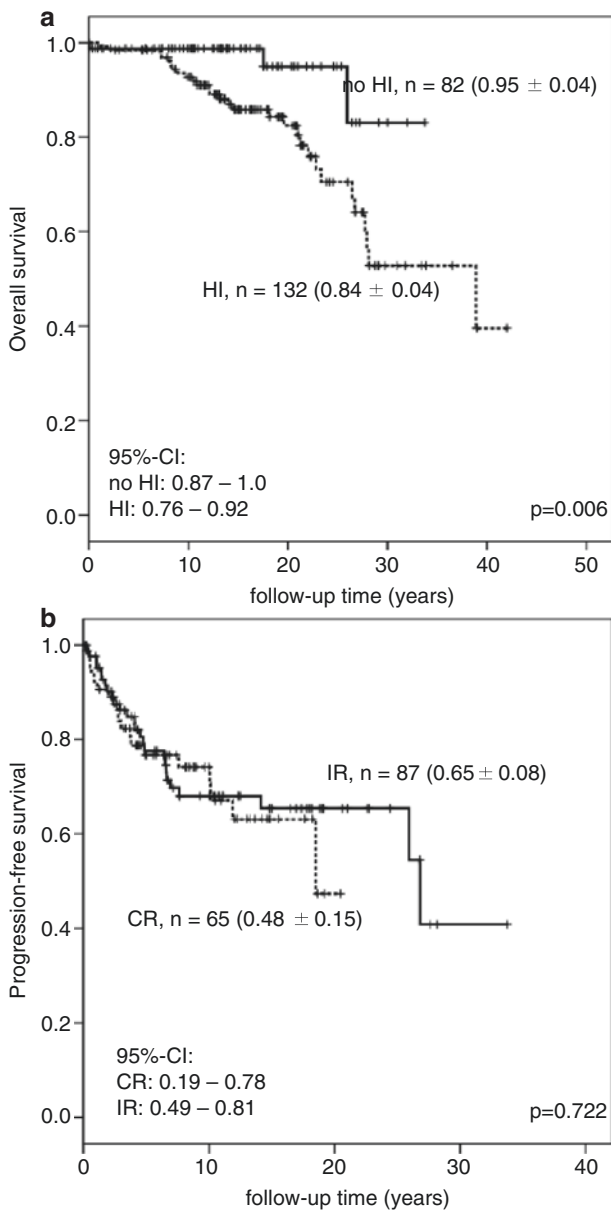 a
1.0
0.8
0.6
0.4
0.2
0.0
Overall survival
no HI, n = 82 (0.95 ± 0.04)
HI, n = 132 (0.84 ± 0.04)
95%-CI:
no HI: 0.87 – 1.0
HI: 0.76 – 0.92
p=0.006
0 10 20 30 40 50
follow-up time (years)
b
1.0
0.8
0.6
0.4
0.2
0.0
Progression-free survival
IR, n = 87 (0.65 ± 0.08)
CR, n = 65 (0.48 ± 0.15)
95%-CI:
CR: 0.19 – 0.78
IR: 0.49 – 0.81
p=0.722
0 10 20 30 40
follow-up time (years)